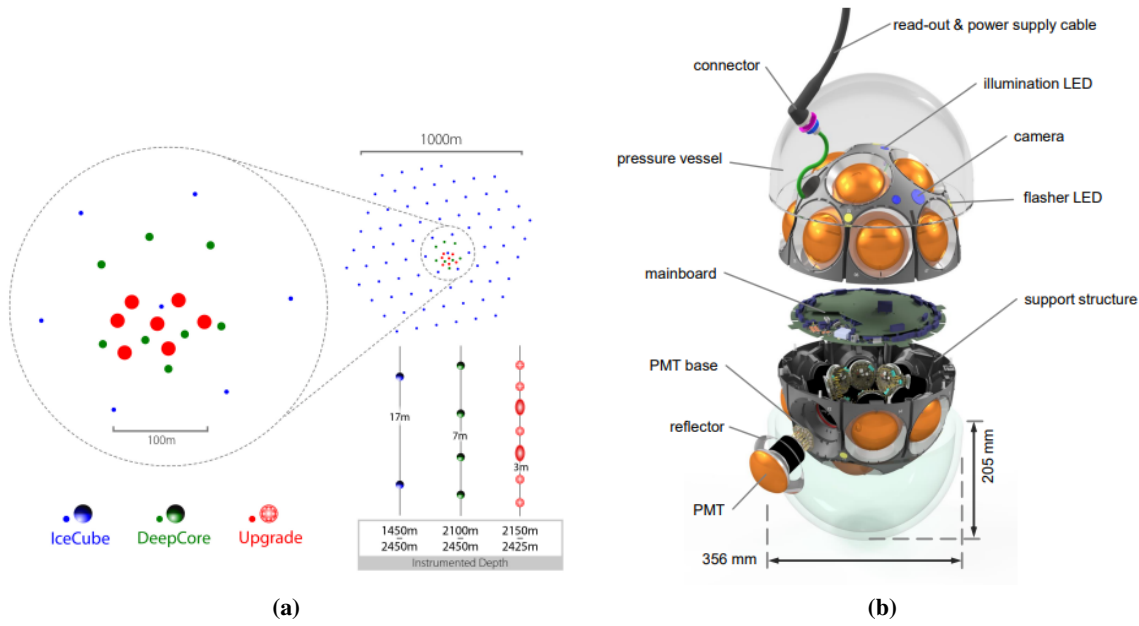 1000m
100m
IceCube
DeepCore
Upgrade
17m
7m
3m
1450m
–
2450m
2100m
–
2450m
2150m
–
2425m
Instrumented Depth
(a)
read-out & power supply cable
connector
illumination LED
camera
pressure vessel
flasher LED
mainboard
support structure
PMT base
reflector
PMT
205 mm
356 mm
(b)